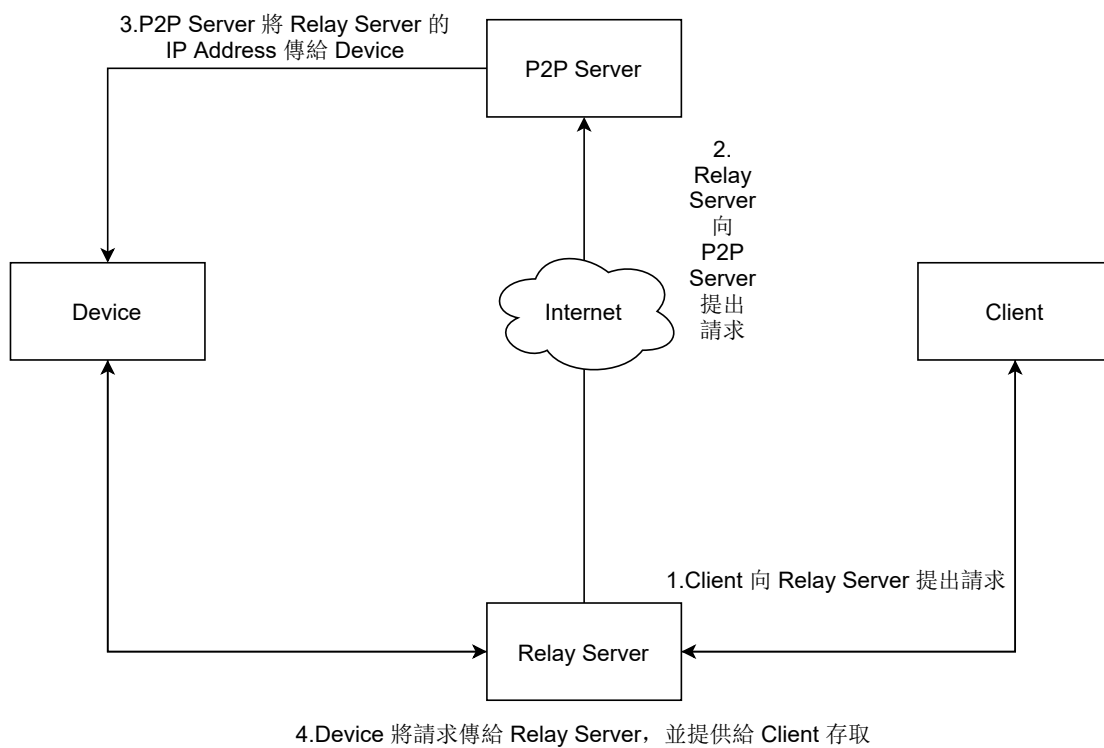 3.P2P Server 將 Relay Server 的
IP Address 傳給 Device
P2P Server
2.
Relay
Server
向
P2P
Server
提出
請求
Device
Internet
Client
1.Client 向 Relay Server 提出請求
Relay Server
4.Device 將請求傳給 Relay Server，並提供給 Client 存取